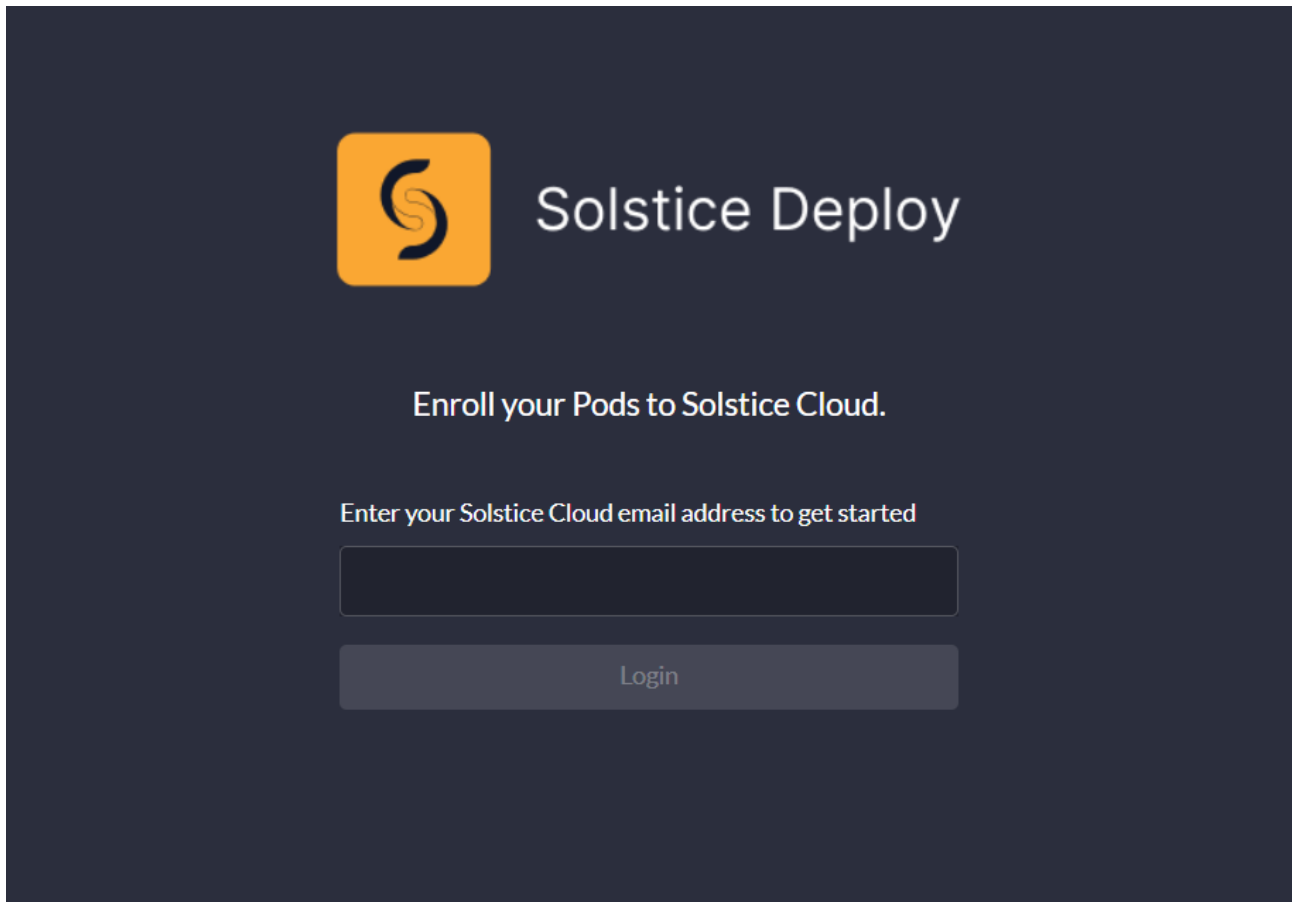 Solstice Deploy
Enroll your Pods to Solstice Cloud.
Enter your Solstice Cloud email address to get started
Login